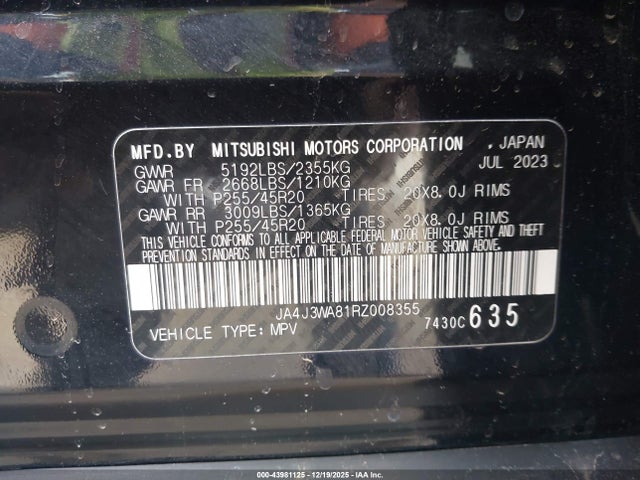 MFD.BY MITSUBISHI MOTORS CORPORATION , JAPAN
GVWR 5192LBS/2355KG JUL 2023
GAWR FR 2668LBS/1210KG
WITH P255/45R20 TIRES, 20X8.0J RIMS
GAWR RR 3009LBS/1365KG
WITH P255/45R20 TIRES, 20X8.0J RIMS
THIS VEHICLE CONFORMS TO ALL APPLICABLE FEDERAL MOTOR VEHICLE SAFETY AND THEFT
PREVENTION STANDARDS IN EFFECT ON THE DATE OF MANUFACTURE SHOWN ABOVE.
JA4J3WA81RZ008355
VEHICLE TYPE: MPV 7430C 635
000-43981125 - 12/19/2025 - IAAI Copyright